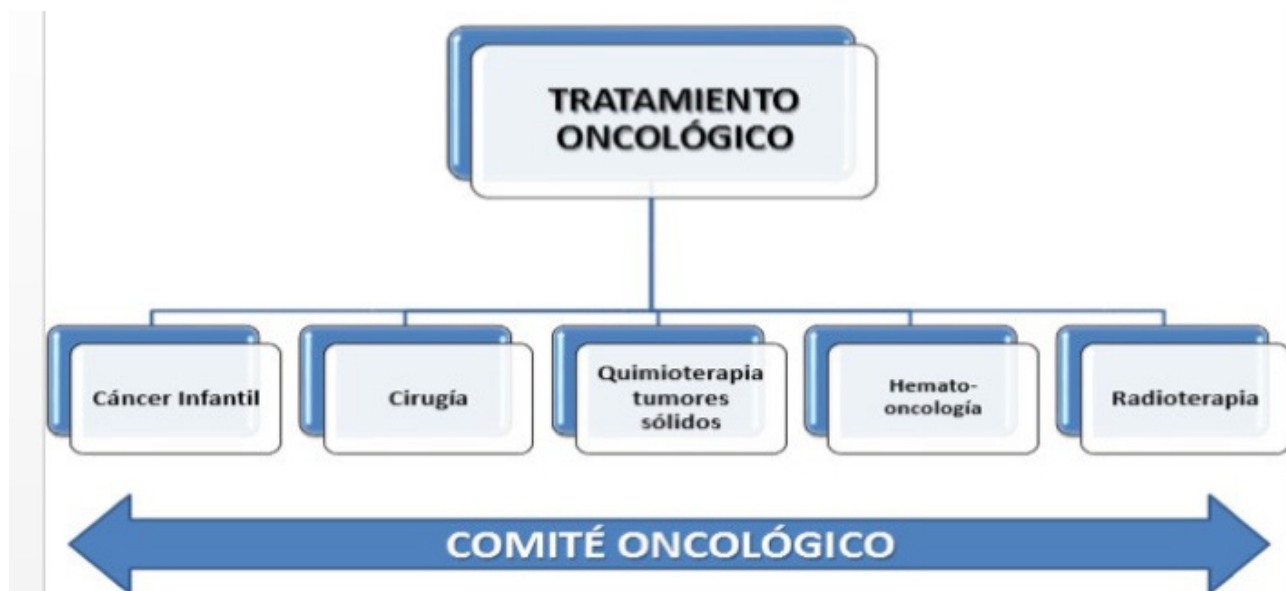 TRATAMIENTO
ONCOLÓGICO
Cáncer Infantil
Cirugía
Quimioterapia
tumores
sólidos
Hemato-
oncología
Radioterapia
COMITÉ ONCOLÓGICO